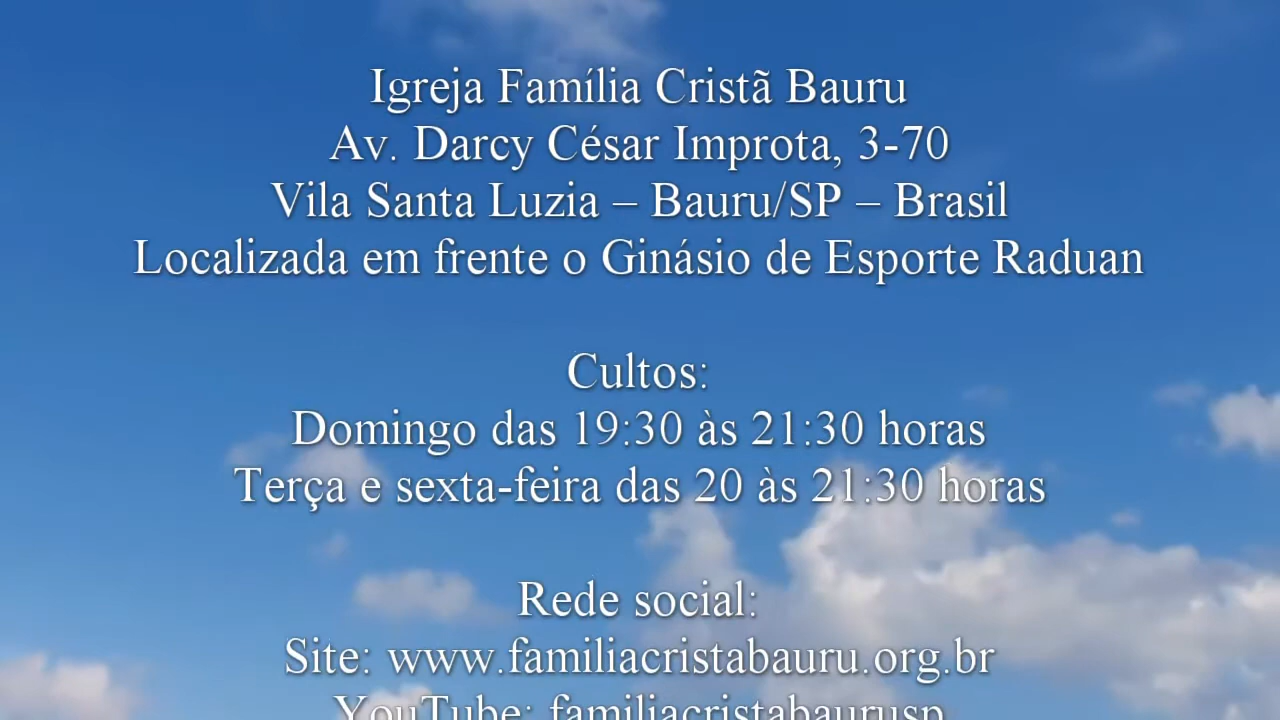 Igreja Família Cristã Bauru
Av. Darcy César Improta, 3-70
Vila Santa Luzia – Bauru/SP – Brasil
Localizada em frente o Ginásio de Esporte Raduan
Cultos:
Domingo das 19:30 às 21:30 horas
Terça e sexta-feira das 20 às 21:30 horas
Rede social:
Site: www.familiacristabauru.org.br
YouTube: familiacristabaurusp